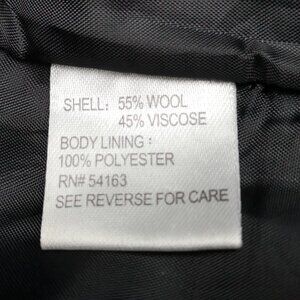 SHELL: 55% WOOL
45% VISCOSE
BODY LINING :
100% POLYESTER
RN# 54163
SEE REVERSE FOR CARE